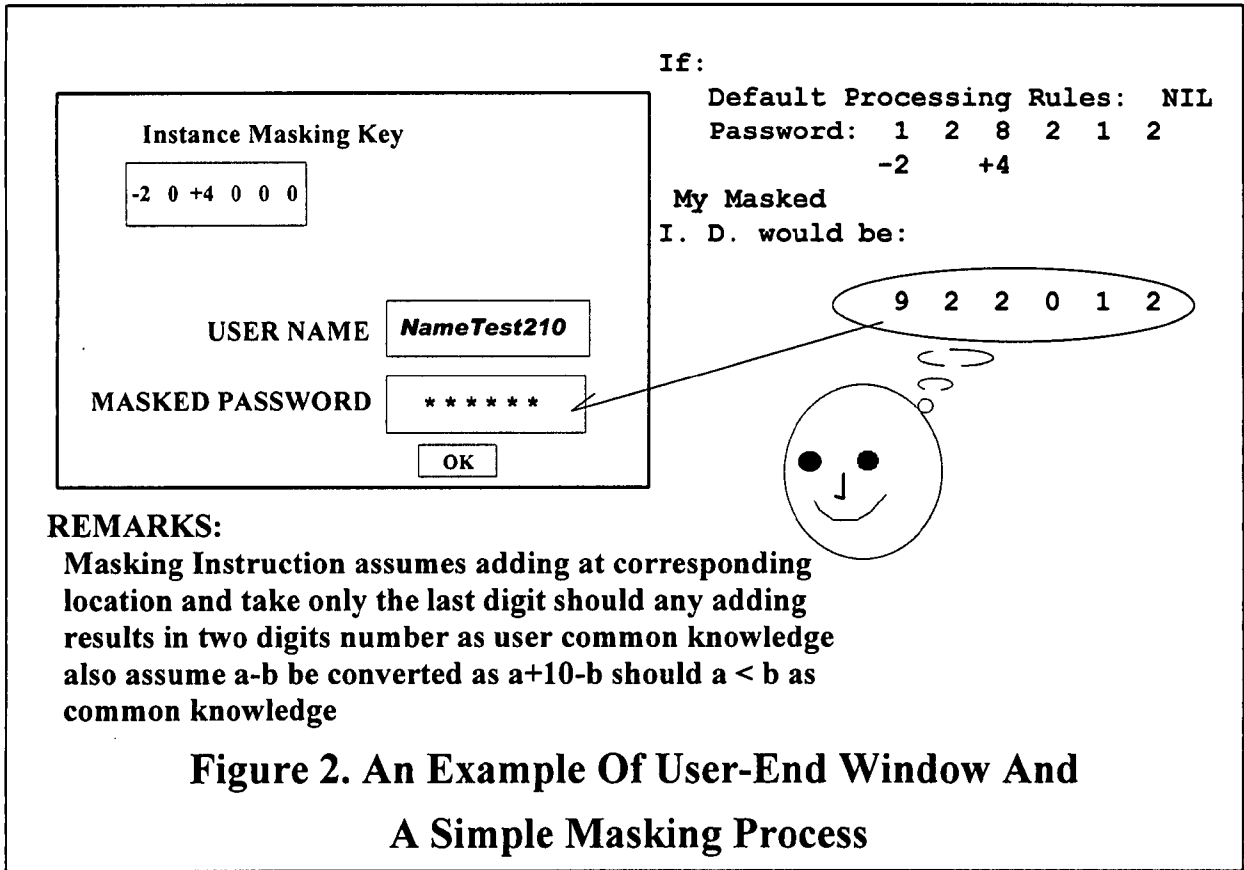 If:
Default Processing Rules: NIL
Password: 1 2 8 2 1 2
-2 +4
My Masked
I. D. would be:
9 2 2 0 1 2
Instance Masking Key
-2 0 +4 0 0 0
USER NAME NameTest210
MASKED PASSWORD * * * * * *
OK
REMARKS:
Masking Instruction assumes adding at corresponding
location and take only the last digit should any adding
results in two digits number as user common knowledge
also assume a-b be converted as a+10-b should a < b as
common knowledge
Figure 2. An Example Of User-End Window And
A Simple Masking Process